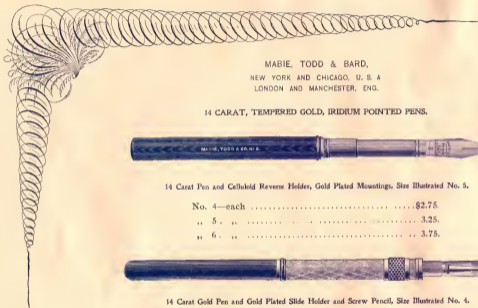 MABIE, TODD & BARD,
NEW YORK AND CHICAGO, U. S. A
LONDON AND MANCHESTER, ENG.
14 CARAT, TEMPERED GOLD, IRIDIUM POINTED PENS.
MABIE, TODD & CO. N.Y.
14 Carat Pen and Celluloid Reverse Holder, Gold Plated Mountings, Size Illustrated No. 5.
No. 4—each ........................ $2.75.
„ 5. „ ........................ 3.25.
„ 6. „ ........................ 3.75.
14 Carat Gold Pen and Gold Plated Slide Holder and Screw Pencil, Size Illustrated No. 4.